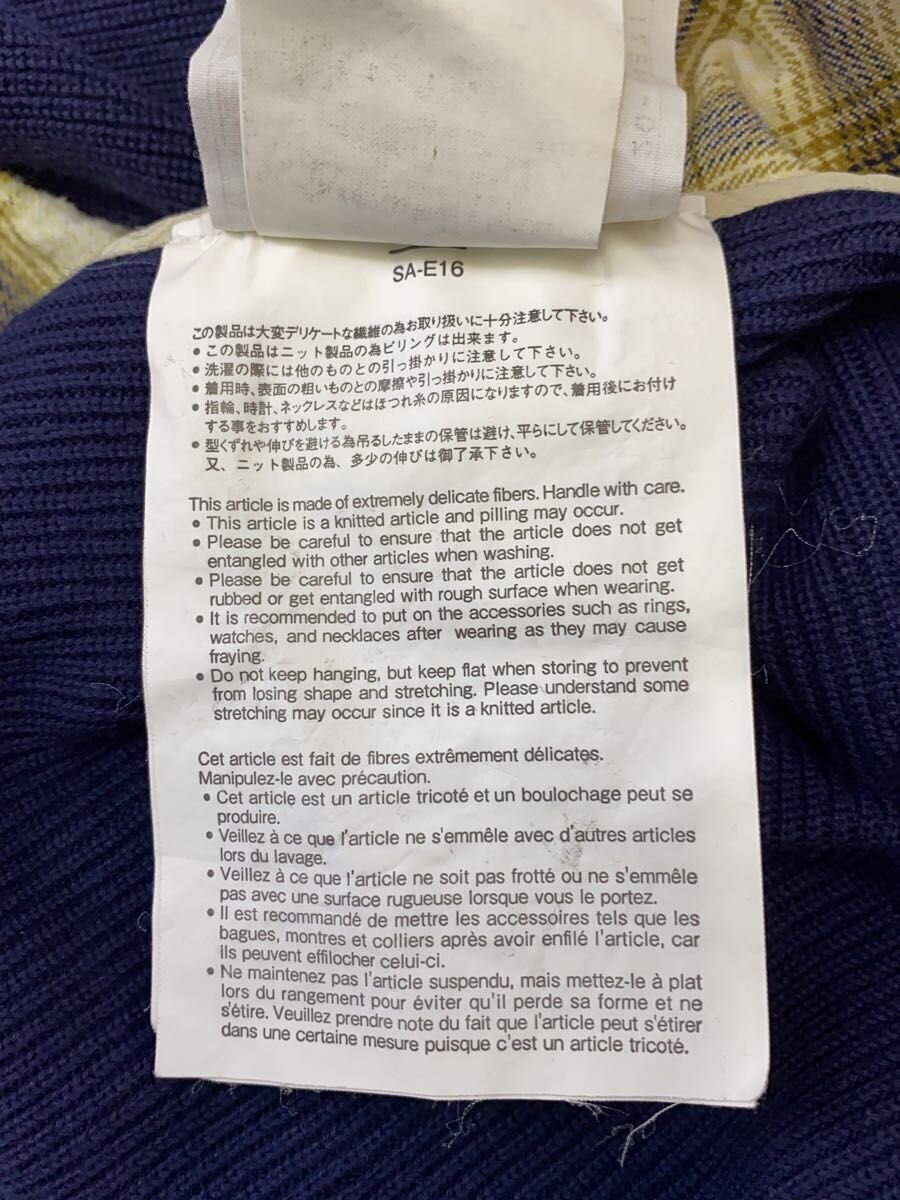 SA-E16
この製品は大変デリケートな繊維の為お取り扱いに十分注意して下さい。
• この製品はニット製品の為ピリングは出来ます。
• 洗濯の際には他のものとの引っ掛かりに注意して下さい。
• 着用時、表面の粗いものとの摩擦や引っ掛かりに注意して下さい。
• 指輪、時計、ネックレスなどはほつれ糸の原因になりますので、着用後にお付け
する事をおすすめします。
• 型くずれや伸びを避ける為吊るしたままの保管は避け、平らにして保管してください。
又、ニット製品の為、多少の伸びは御了承下さい。
This article is made of extremely delicate fibers. Handle with care.
• This article is a knitted article and pilling may occur.
• Please be careful to ensure that the article does not get
entangled with other articles when washing.
• Please be careful to ensure that the article does not get
rubbed or get entangled with rough surface when wearing.
• It is recommended to put on the accessories such as rings,
watches, and necklaces after wearing as they may cause
fraying.
• Do not keep hanging, but keep flat when storing to prevent
from losing shape and stretching. Please understand some
stretching may occur since it is a knitted article.
Cet article est fait de fibres extrêmement délicates.
Manipulez-le avec précaution.
• Cet article est un article tricoté et un boulochage peut se
produire.
• Veillez à ce que l'article ne s'emmêle avec d'autres articles
lors du lavage.
• Veillez à ce que l'article ne soit pas frotté ou ne s'emmêle
pas avec une surface rugueuse lorsque vous le portez.
• Il est recommandé de mettre les accessoires tels que les
bagues, montres et colliers après avoir enfilé l'article, car
ils peuvent effilocher celui-ci.
• Ne maintenez pas l'article suspendu, mais mettez-le à plat
lors du rangement pour éviter qu'il perde sa forme et ne
s'étire. Veuillez prendre note du fait que l'article peut s'étirer
dans une certaine mesure puisque c'est un article tricoté.